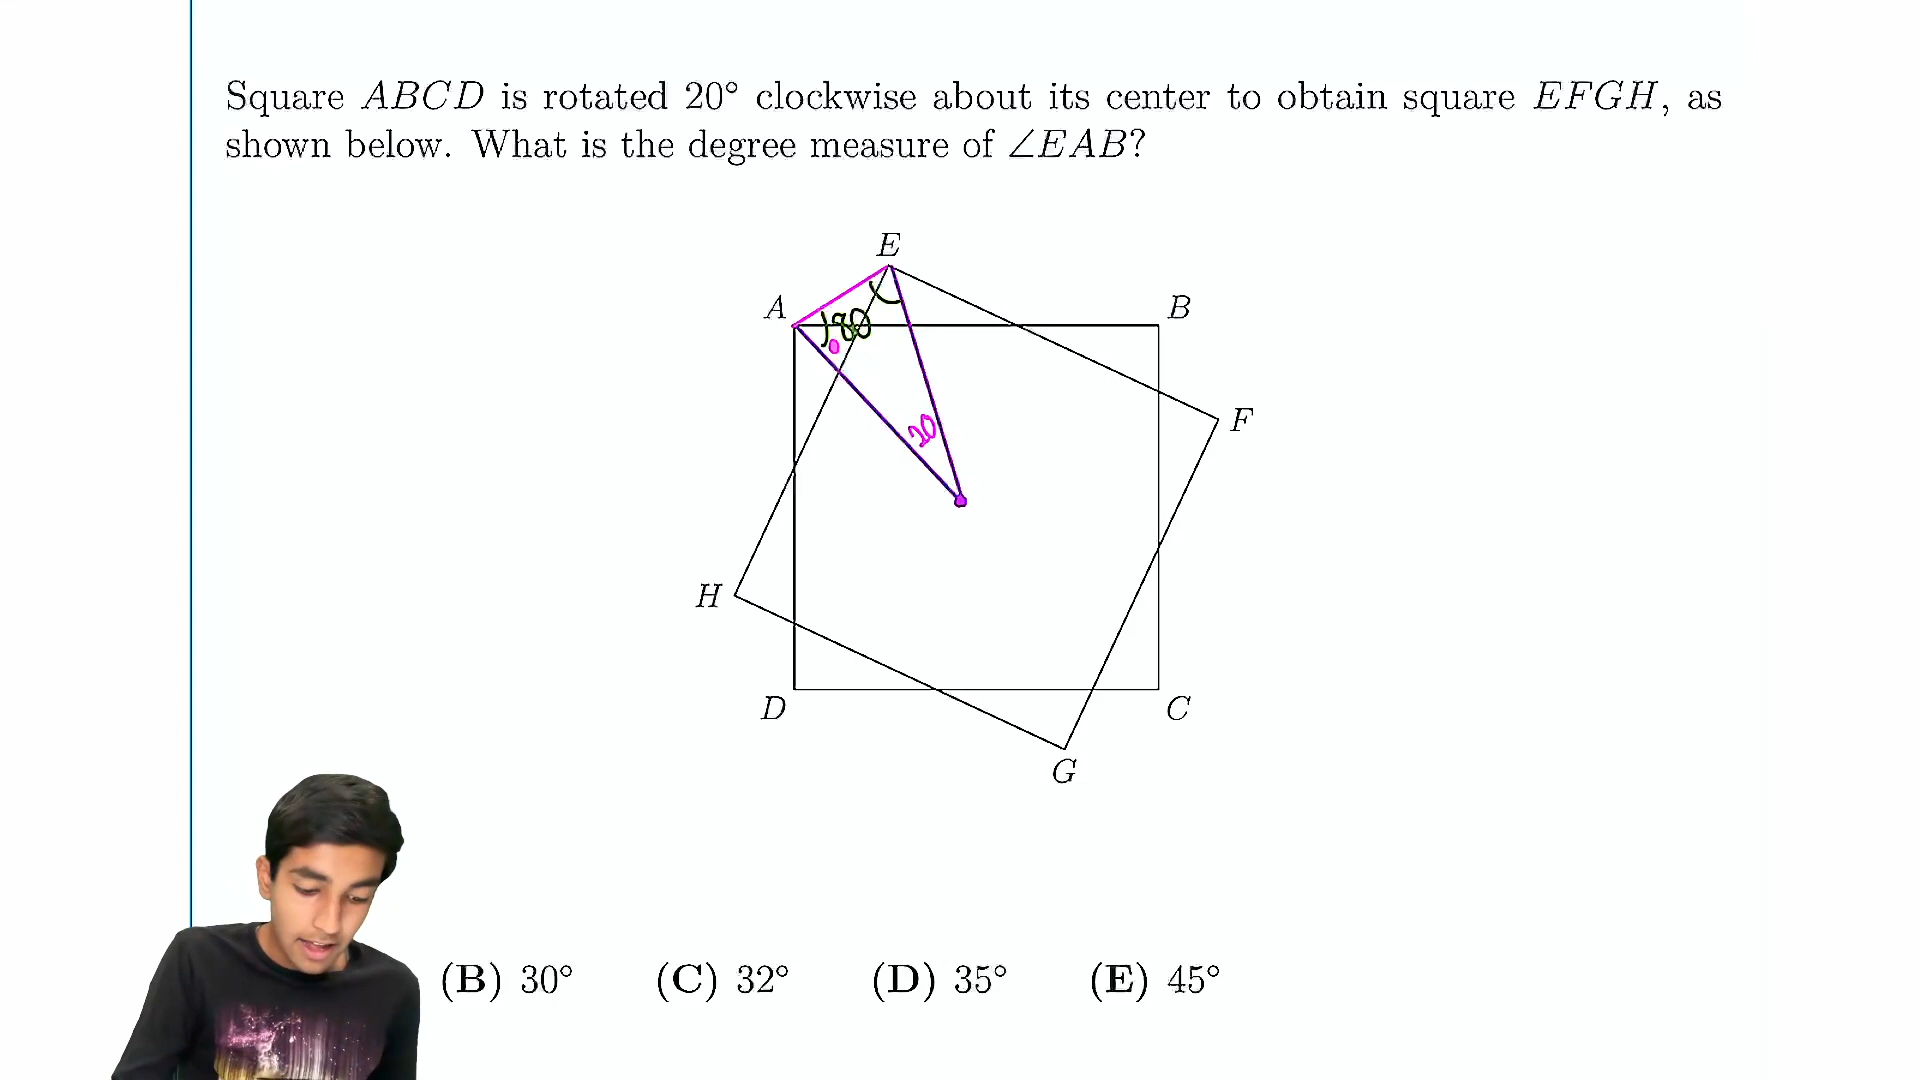 Square ABCD is rotated 20° clockwise about its center to obtain square EFGH, as
shown below. What is the degree measure of ∠EAB?
E
A
B
80
20
F
H
D
C
G
(B) 30° (C) 32° (D) 35° (E) 45°